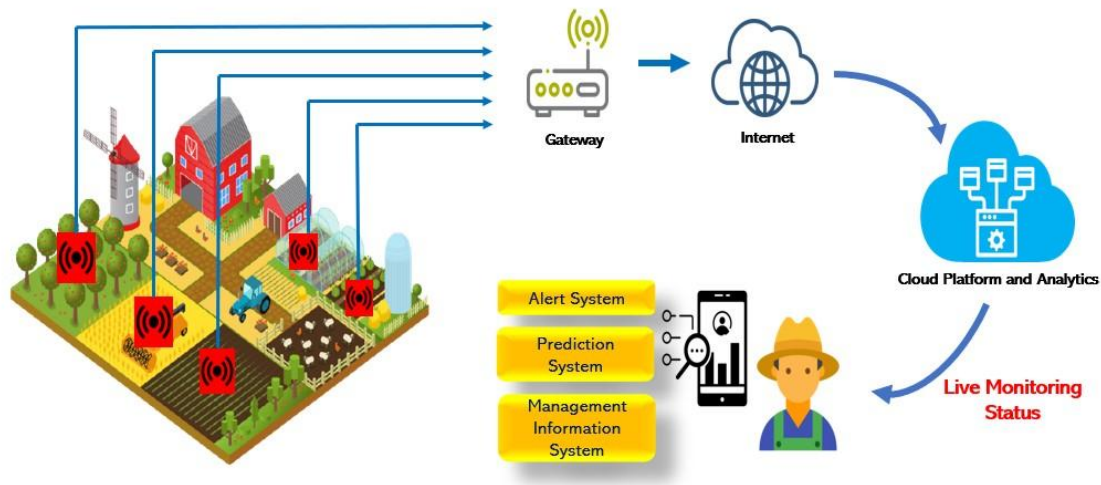 Gateway
Internet
Cloud Platform and Analytics
Alert System
Prediction
System
Management
Information
System
Live Monitoring
Status